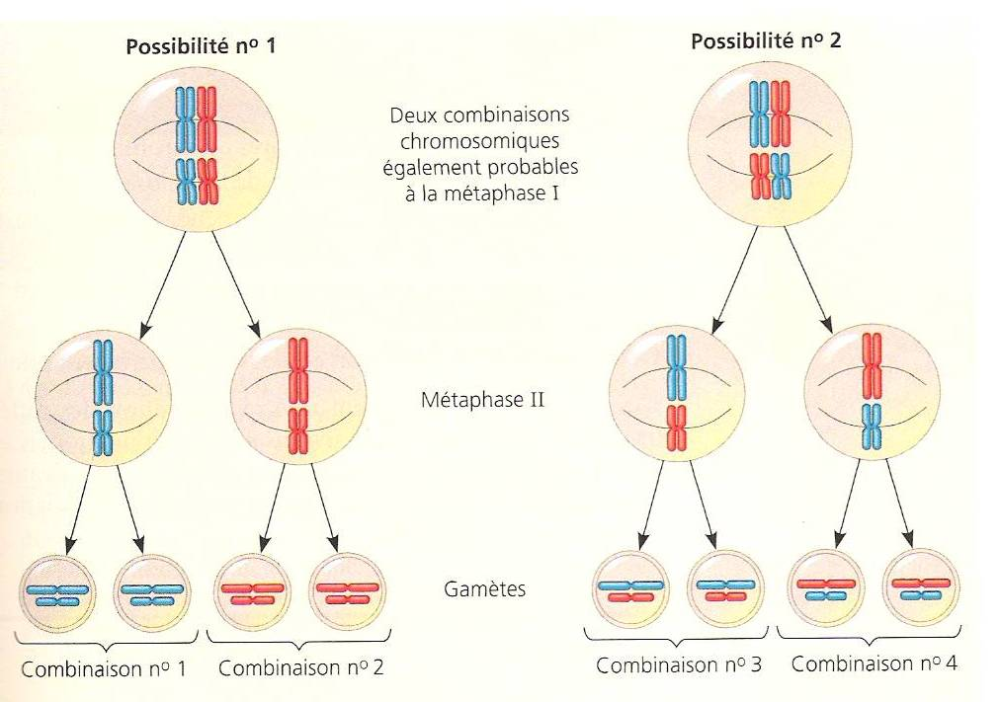 Possibilité nº 1
Possibilité nº 2
Deux combinaisons
chromosomiques
également probables
à la métaphase I
Métaphase II
Gamètes
Combinaison nº 1
Combinaison nº 2
Combinaison nº 3
Combinaison nº 4